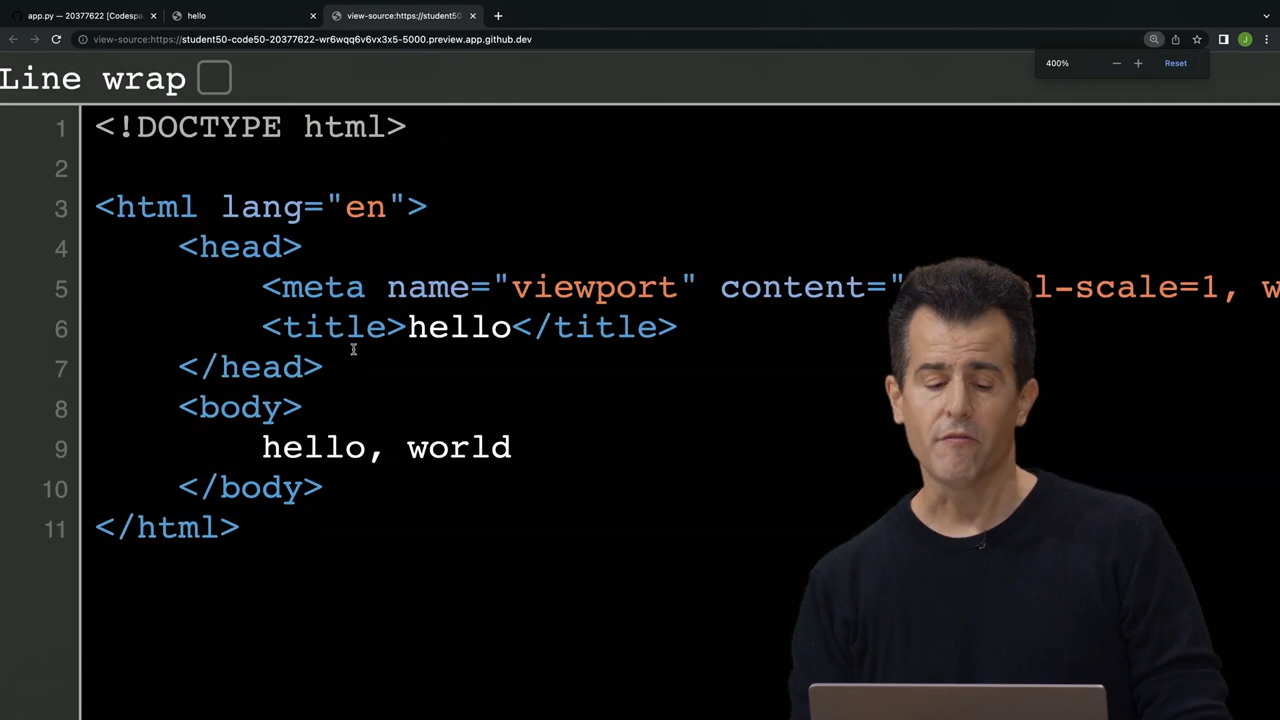 app.py — 20377622 [Codespa
hello
view-source:https://student50
view-source:https://student50-code50-20377622-wr6wqq6v6vx3x5-5000.preview.app.github.dev
J
400%
Reset
Line wrap
1 <!DOCTYPE html>
2
3 <html lang="en">
4 <head>
5 <meta name="viewport" content=" l-scale=1, w
6 <title>hello</title>
7 </head>
8 <body>
9 hello, world
10 </body>
11 </html>